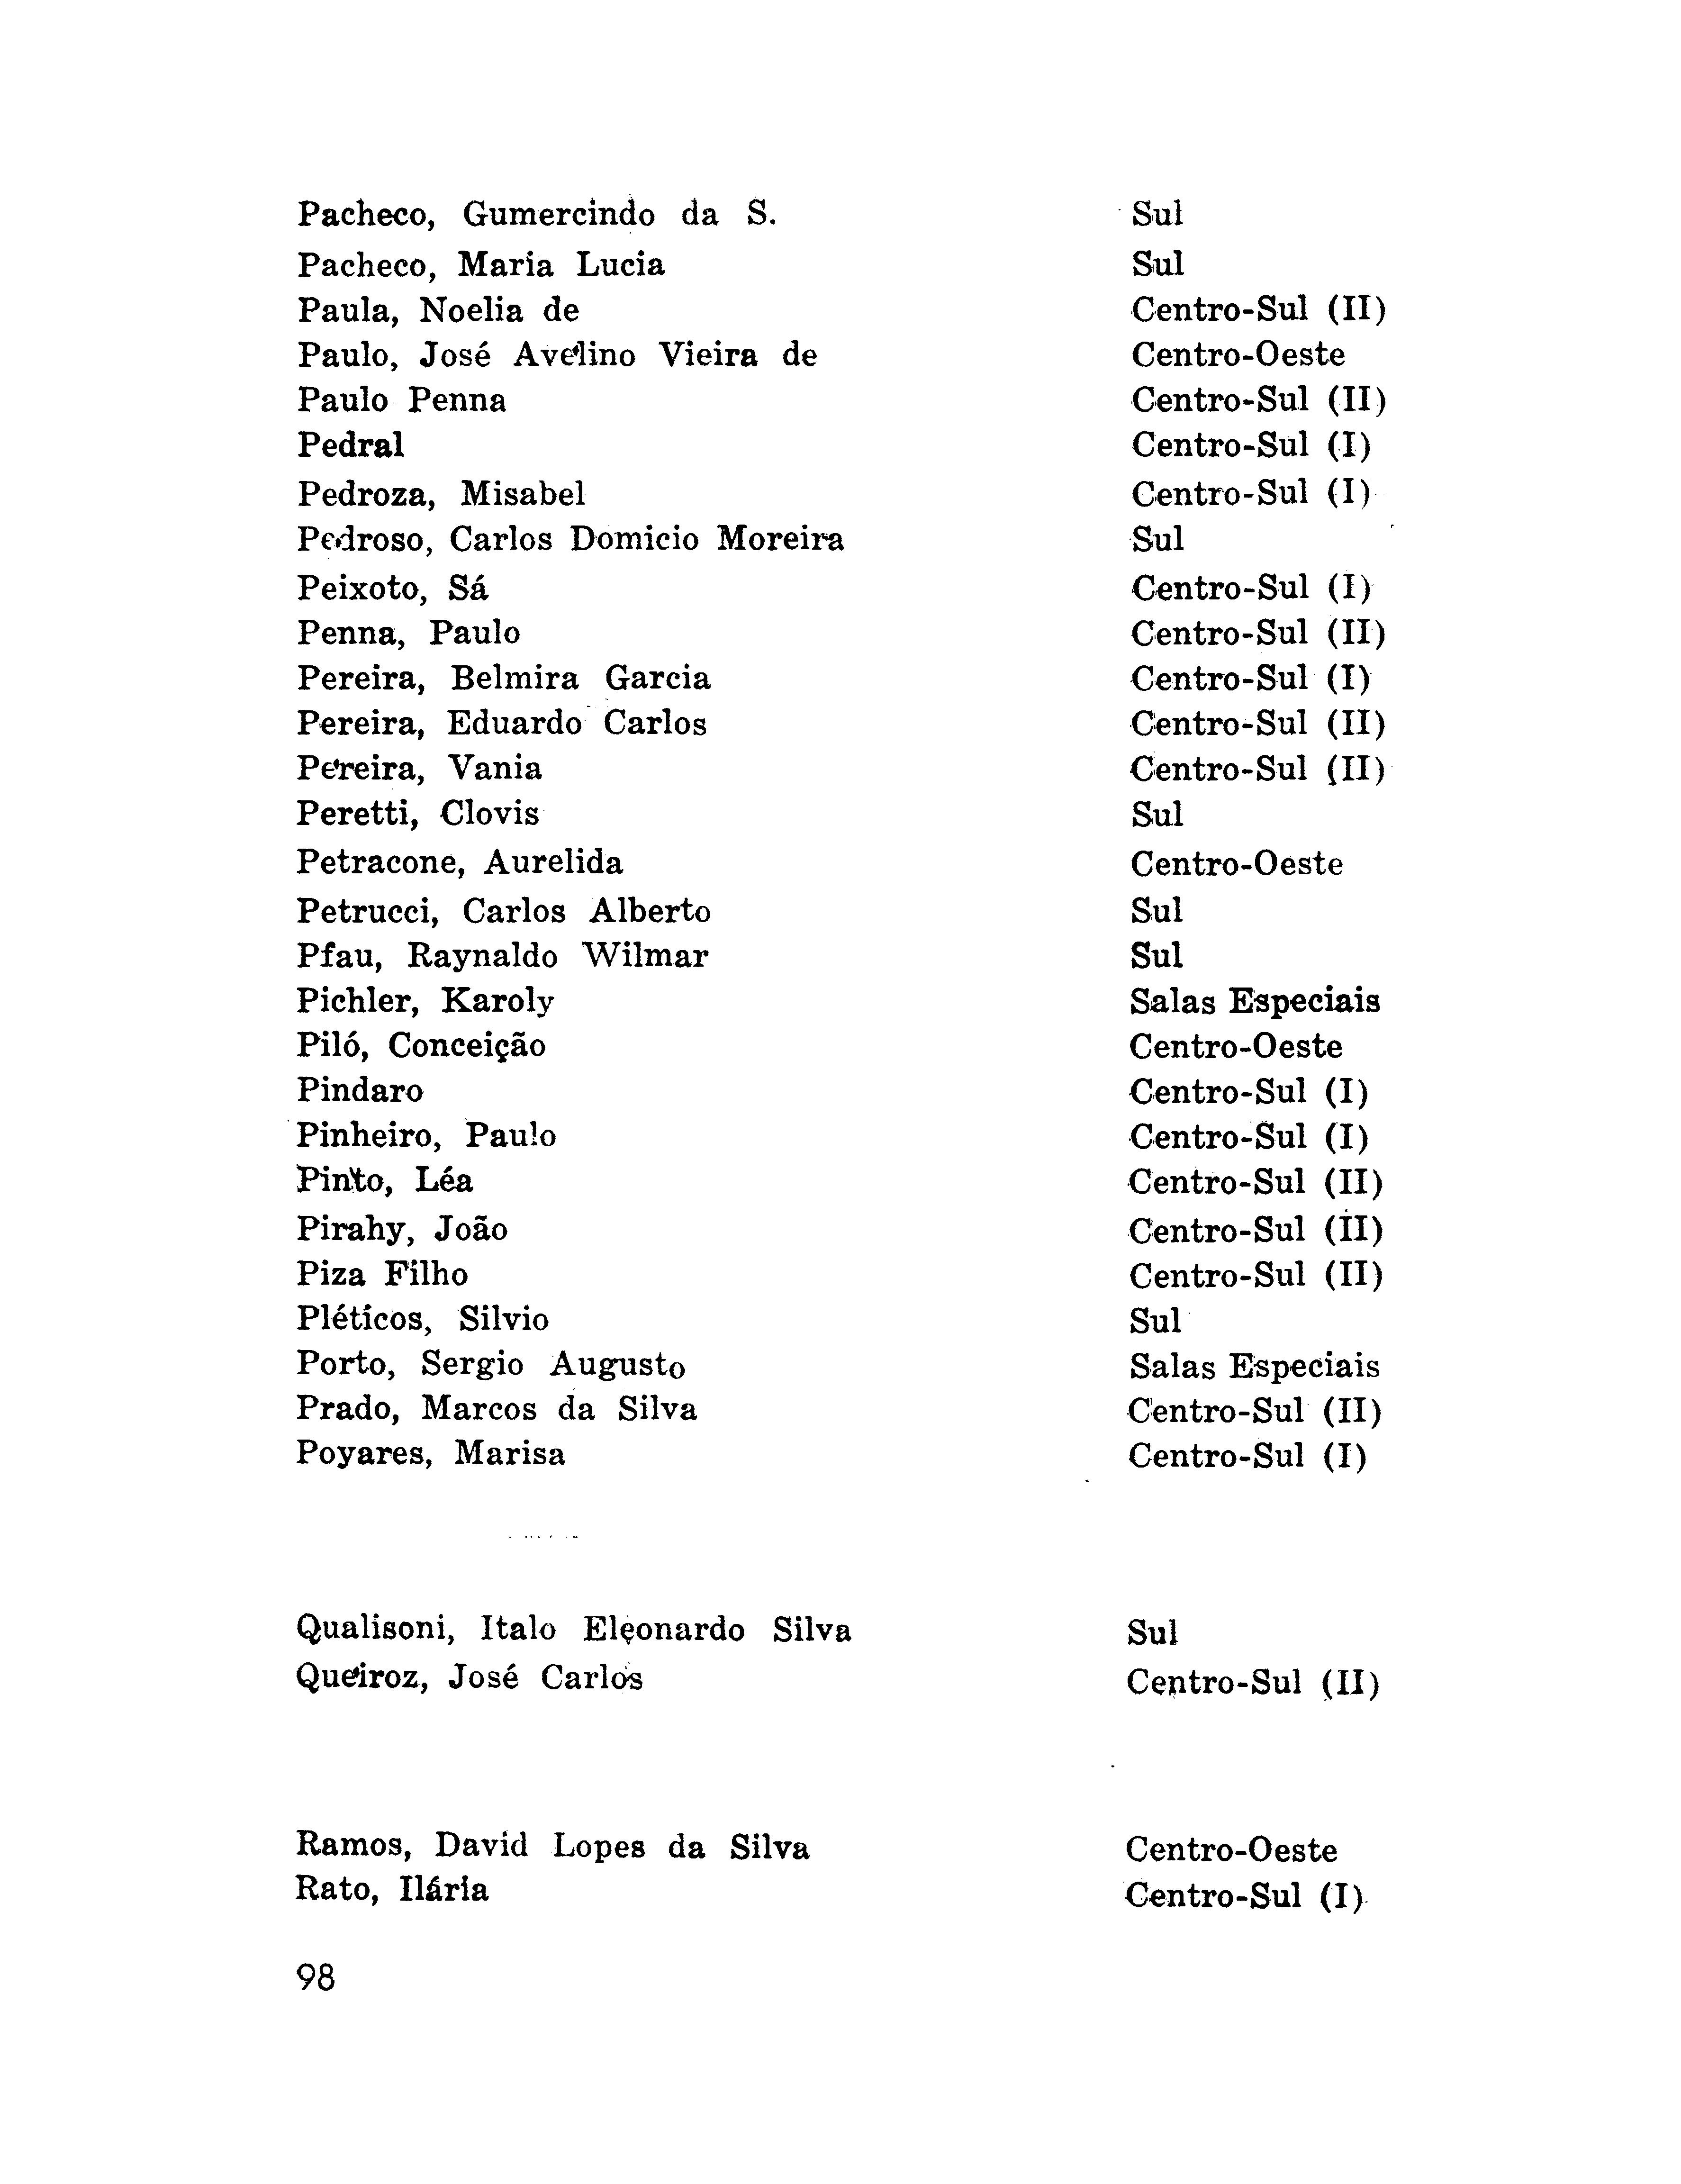 Pacheco, Gumercindo da S. Sul
Pacheco, Maria Lucia Sul
Paula, Noelia de Centro-Sul (II)
Paulo, José Avelino Vieira de Centro-Oeste
Paulo Penna Centro-Sul (II)
Pedral Centro-Sul (I)
Pedroza, Misabel Centro-Sul (I)
Pedroso, Carlos Domicio Moreira Sul
Peixoto, Sá Centro-Sul (I)
Penna, Paulo Centro-Sul (II)
Pereira, Belmira Garcia Centro-Sul (I)
Pereira, Eduardo Carlos Centro-Sul (II)
Pereira, Vania Centro-Sul (II)
Peretti, Clovis Sul
Petracone, Aurelida Centro-Oeste
Petrucci, Carlos Alberto Sul
Pfau, Raynaldo Wilmar Sul
Pichler, Karoly Salas Especiais
Piló, Conceição Centro-Oeste
Pindaro Centro-Sul (I)
Pinheiro, Paulo Centro-Sul (I)
Pinto, Léa Centro-Sul (II)
Pirahy, João Centro-Sul (II)
Piza Filho Centro-Sul (II)
Pléticos, Silvio Sul
Porto, Sergio Augusto Salas Especiais
Prado, Marcos da Silva Centro-Sul (II)
Poyares, Marisa Centro-Sul (I)
Qualisoni, Italo Eleonardo Silva Sul
Queiroz, José Carlos Centro-Sul (II)
Ramos, David Lopes da Silva Centro-Oeste
Rato, Ilária Centro-Sul (I)
98